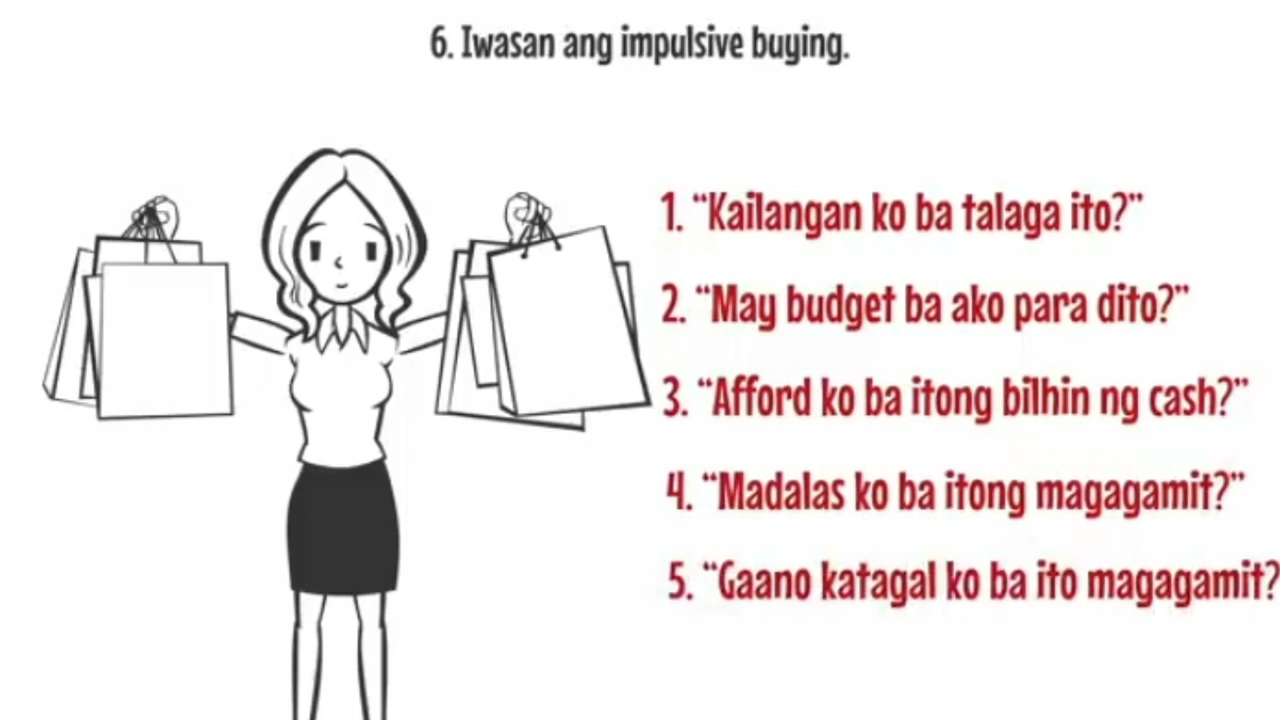 6. Iwasan ang impulsive buying.
1. “Kailangan ko ba talaga ito?”
2. “May budget ba ako para dito?”
3. “Afford ko ba itong bilhin ng cash?”
4. “Madalas ko ba itong magagamit?”
5. “Gaano katagal ko ba ito magagamit?